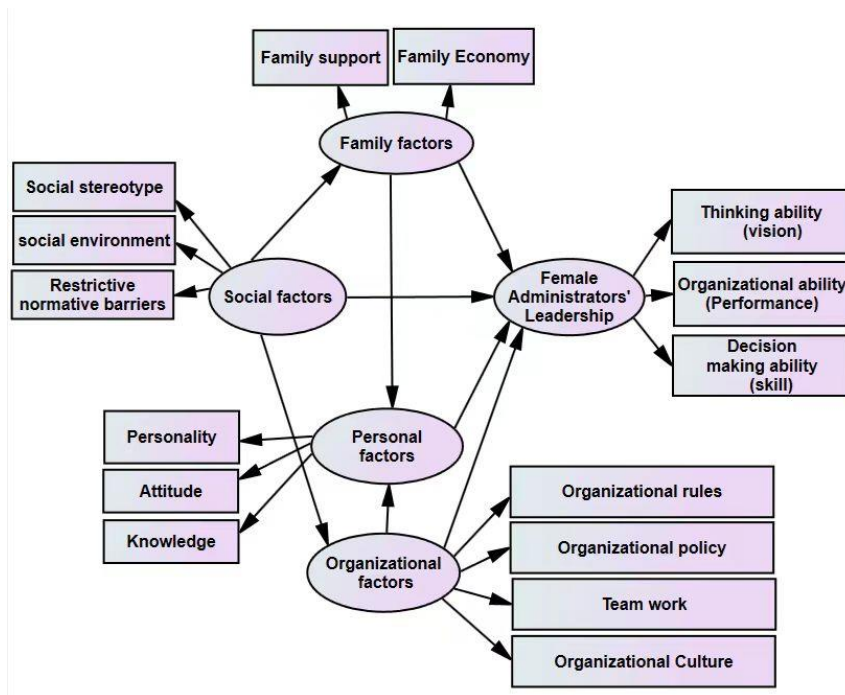 Family support
Family Economy
Family factors
Social stereotype
social environment
Restrictive
normative barriers
Social factors
Female
Administrators'
Leadership
Thinking ability
(vision)
Organizational ability
(Performance)
Decision
making ability
(skill)
Personality
Attitude
Knowledge
Personal
factors
Organizational
factors
Organizational rules
Organizational policy
Team work
Organizational Culture